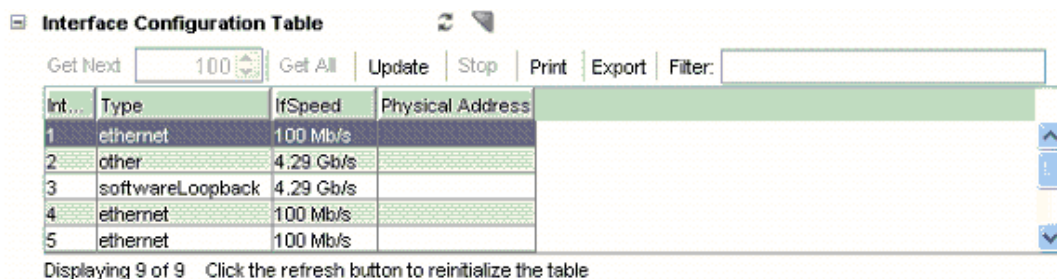 Interface Configuration Table
Get Next 100 Get All Update Stop Print Export Filter:
Int... Type IfSpeed Physical Address
1 ethernet 100 Mb/s
2 other 4.29 Gb/s
3 softwareLoopback 4.29 Gb/s
4 ethernet 100 Mb/s
5 ethernet 100 Mb/s
Displaying 9 of 9 Click the refresh button to reinitialize the table